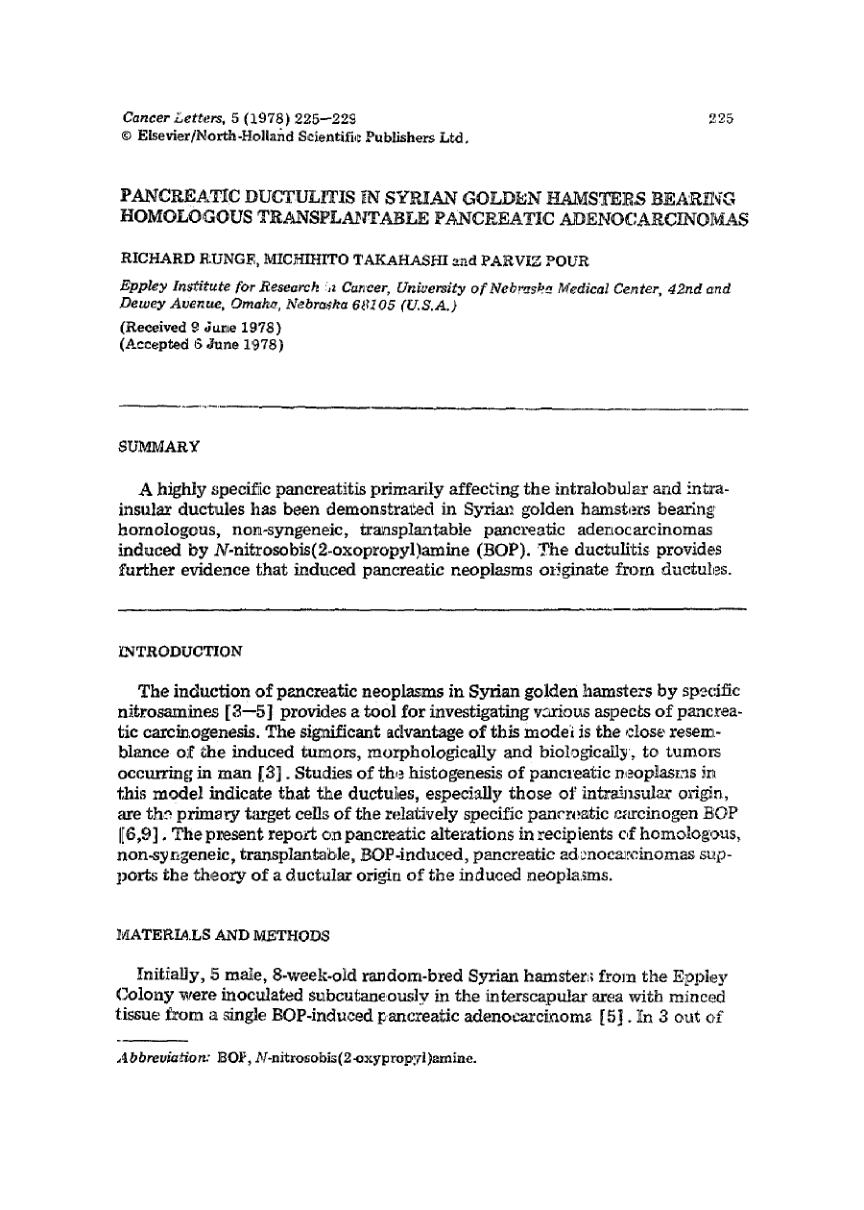 Cancer Letters, 5 (1978) 225—229
225
© Elsevier/North-Holland Scientific Publishers Ltd.
PANCREATIC DUCTULITIS IN SYRIAN GOLDEN HAMSTERS BEARING
HOMOLOGOUS TRANSPLANTABLE PANCREATIC ADENOCARCINOMAS
RICHARD RUNGE, MICHIHITO TAKAHASHI and PARVIZ POUR
Eppley Institute for Research in Cancer, University of Nebraska Medical Center, 42nd and
Dewey Avenue, Omaha, Nebraska 68105 (U.S.A.)
(Received 9 June 1978)
(Accepted 6 June 1978)
SUMMARY
A highly specific pancreatitis primarily affecting the intralobular and intra-
insular ductules has been demonstrated in Syrian golden hamsters bearing
homologous, non-syngeneic, transplantable pancreatic adenocarcinomas
induced by N-nitrosobis(2-oxopropyl)amine (BOP). The ductulitis provides
further evidence that induced pancreatic neoplasms originate from ductules.
INTRODUCTION
The induction of pancreatic neoplasms in Syrian golden hamsters by specific
nitrosamines [3—5] provides a tool for investigating various aspects of pancrea-
tic carcinogenesis. The significant advantage of this model is the close resem-
blance of the induced tumors, morphologically and biologically, to tumors
occurring in man [3]. Studies of the histogenesis of pancreatic neoplasms in
this model indicate that the ductules, especially those of intrainsular origin,
are the primary target cells of the relatively specific pancreatic carcinogen BOP
[6,9]. The present report on pancreatic alterations in recipients of homologous,
non-syngeneic, transplantable, BOP-induced, pancreatic adenocarcinomas sup-
ports the theory of a ductular origin of the induced neoplasms.
MATERIALS AND METHODS
Initially, 5 male, 8-week-old random-bred Syrian hamsters from the Eppley
Colony were inoculated subcutaneously in the interscapular area with minced
tissue from a single BOP-induced pancreatic adenocarcinoma [5]. In 3 out of
Abbreviation: BOP, N-nitrosobis(2-oxypropyl)amine.